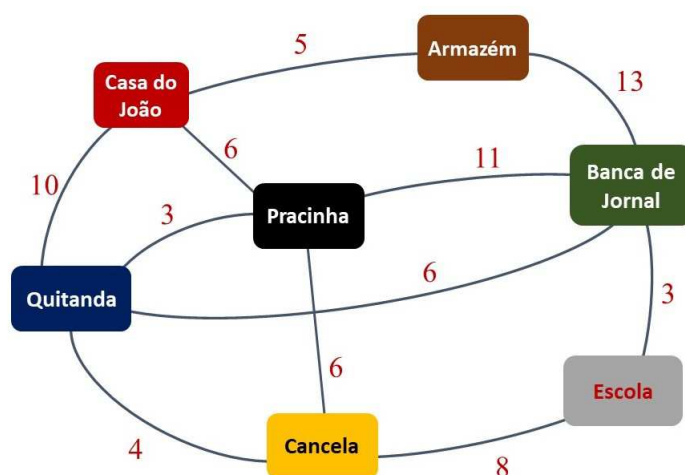 Armazém
5
Casa do
João
13
6
11
Banca de
Jornal
10
3
Pracinha
6
Quitanda
3
6
Escola
4
Cancela
8